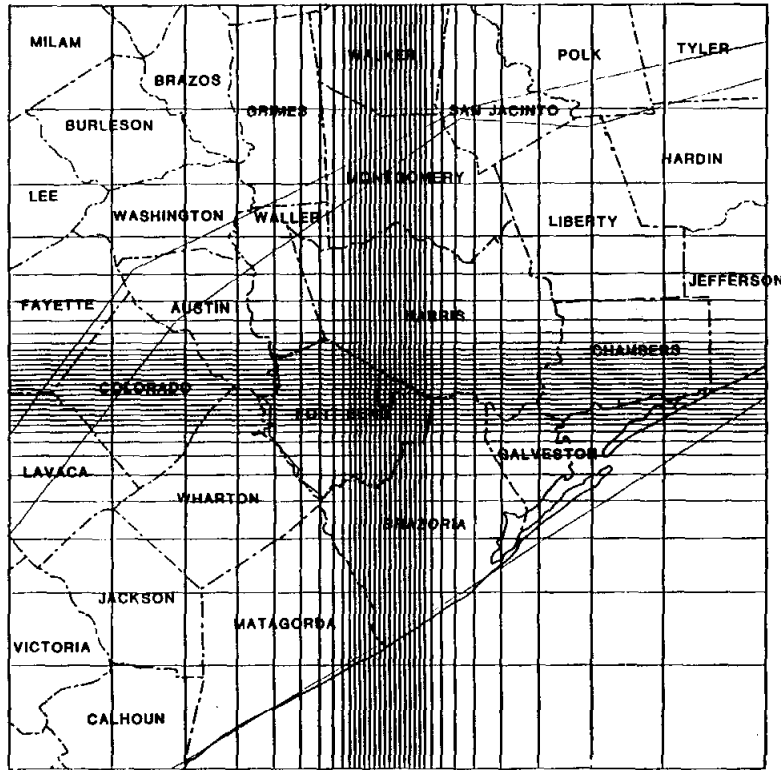 MILAM
BRAZOS
WALKER
POLK
TYLER
GRIMES
SAN JACINTO
BURLESON
HARDIN
MONTGOMERY
LEE
WASHINGTON
WALLER
LIBERTY
JEFFERSON
FAYETTE
AUSTIN
HARRIS
CHAMBERS
COLORADO
FORT BEND
GALVESTON
LAVACA
WHARTON
BRAZORIA
JACKSON
MATAGORDA
VICTORIA
CALHOUN